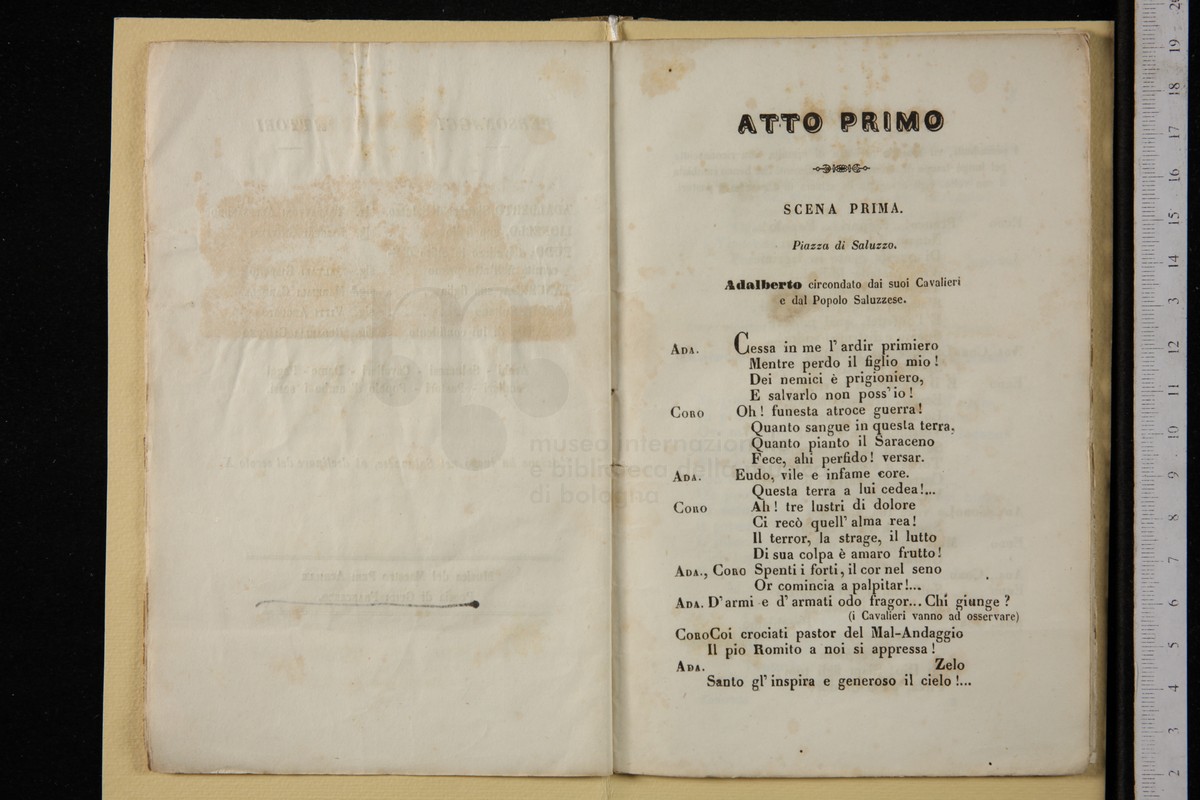 ATTO PRIMO
SCENA PRIMA.
Piazza di Saluzzo.
Adalberto circondato dai suoi Cavalieri
e dal Popolo Saluzzese.
ADA. Cessa in me l' ardir primiero
Mentre perdo il figlio mio !
Dei nemici è prigioniero,
E salvarlo non poss' io !
CORO Oh ! funesta atroce guerra!
Quanto sangue in questa terra,
Quanto pianto il Saraceno
Fece, ahi perfido! versar.
ADA. Eudo, vile e infame core.
Questa terra a lui cedea!...
CORO Ah ! tre lustri di dolore
Ci recò quell' alma rea!
Il terror, la strage, il lutto
Di sua colpa è amaro frutto!
ADA., CORO Spenti i forti, il cor nel seno
Or comincia a palpitar!...
ADA. D'armi e d' armati odo fragor... Chi giunge ?
(i Cavalieri vanno ad osservare)
CORO Coi crociati pastor del Mal-Andaggio
Il pio Romito a noi si appressa !
ADA. Zelo
Santo gl' inspira e generoso il cielo !...
museo internazion
e biblioteca della
di bologna